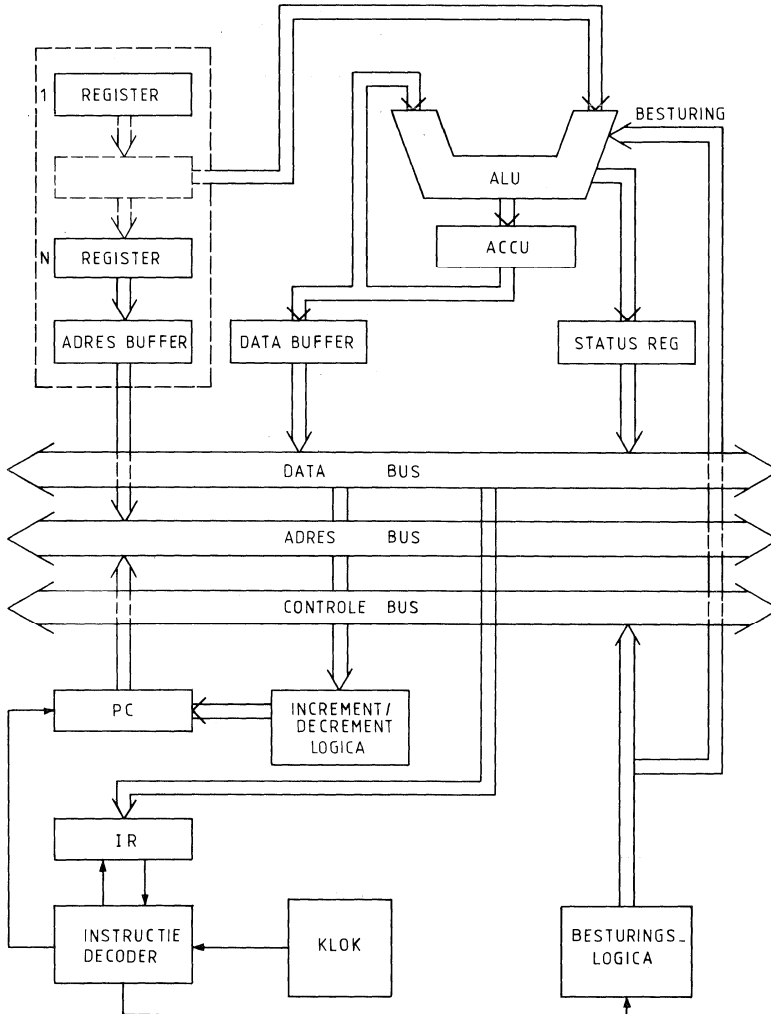 BESTURING
1 REGISTER
ALU
ACCU
N REGISTER
ADRES BUFFER
DATA BUFFER
STATUS REG
DATA BUS
ADRES BUS
CONTROLE BUS
PC
INCREMENT/
DECREMENT
LOGICA
IR
INSTRUCTIE
DECODER
KLOK
BESTURINGS_
LOGICA